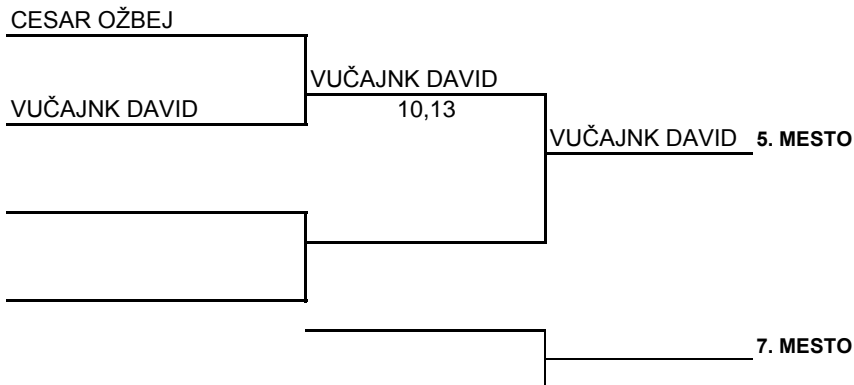 CESAR OŽBEJ
VUČAJNK DAVID
VUČAJNK DAVID
10,13
VUČAJNK DAVID 5. MESTO
7. MESTO